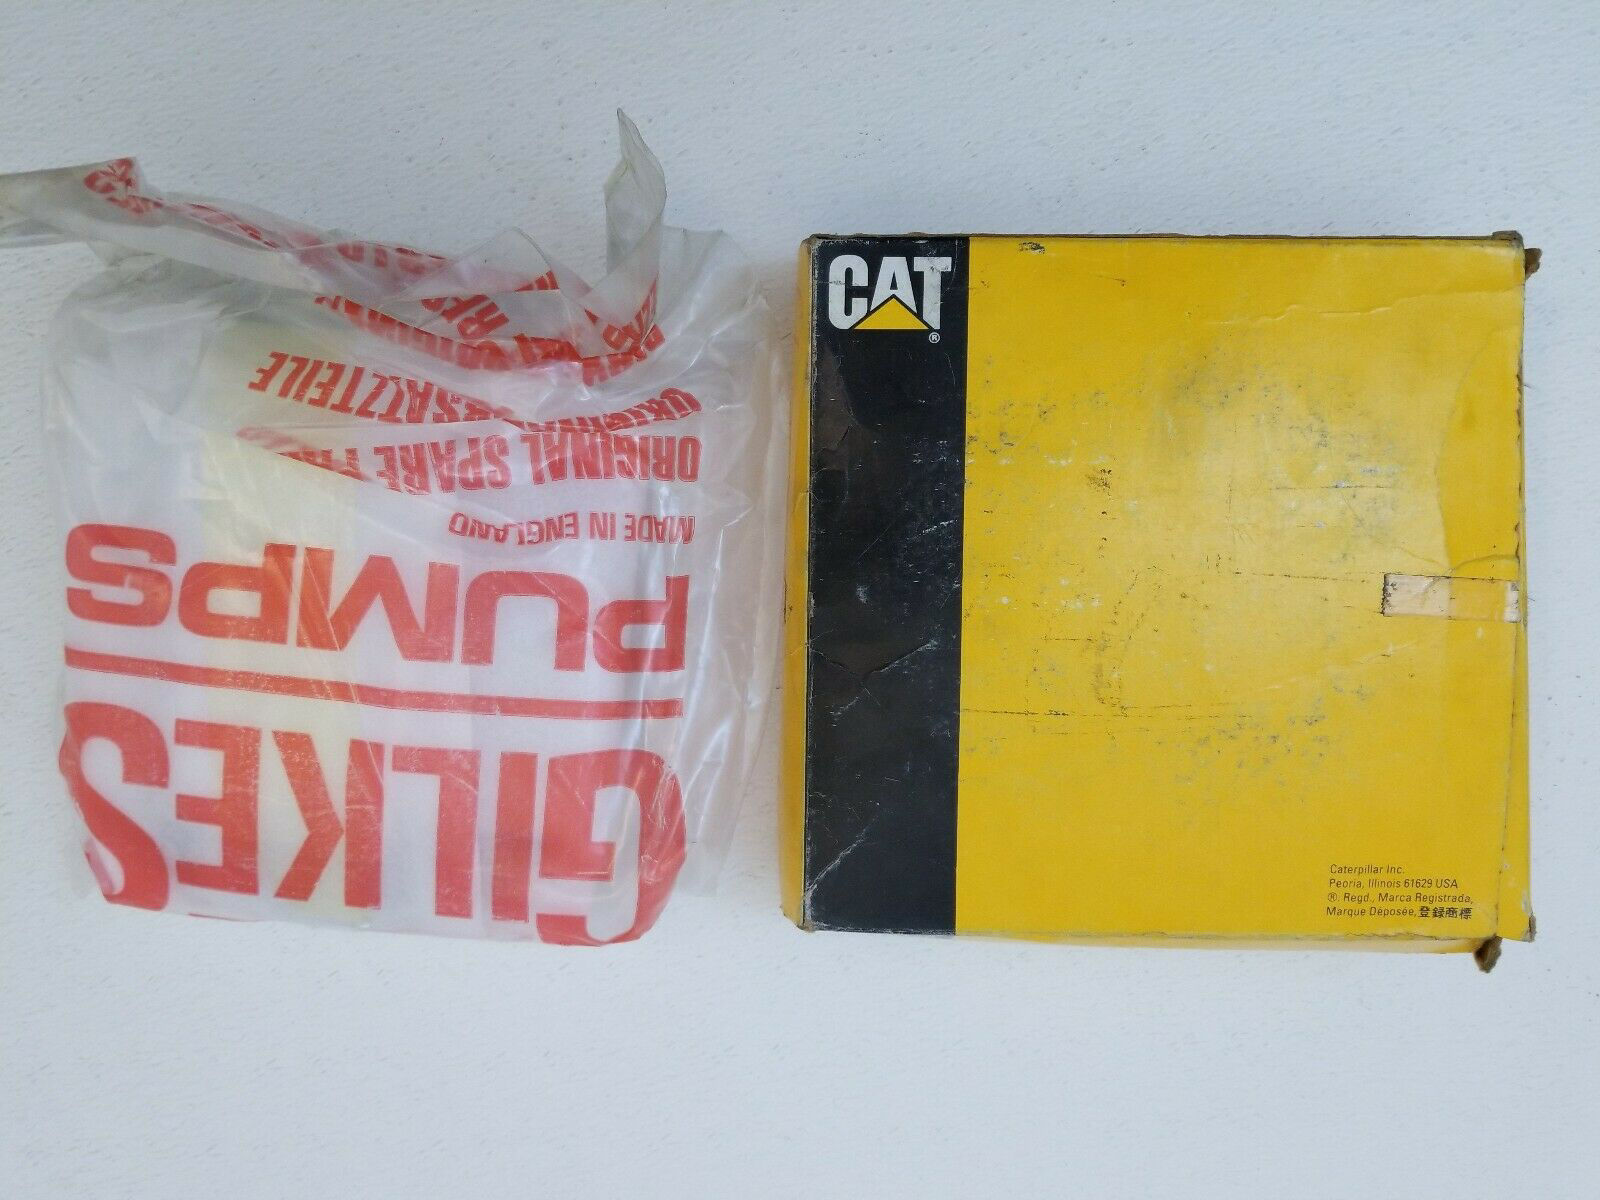 GILKES
PUMPS
MADE IN ENGLAND
ORIGINAL SPARE
ERSATZTEILE
CAT
®
Caterpillar Inc.
Peoria, Illinois 61629 USA
®. Regd., Marca Registrada,
Marque Déposée, 登録商標